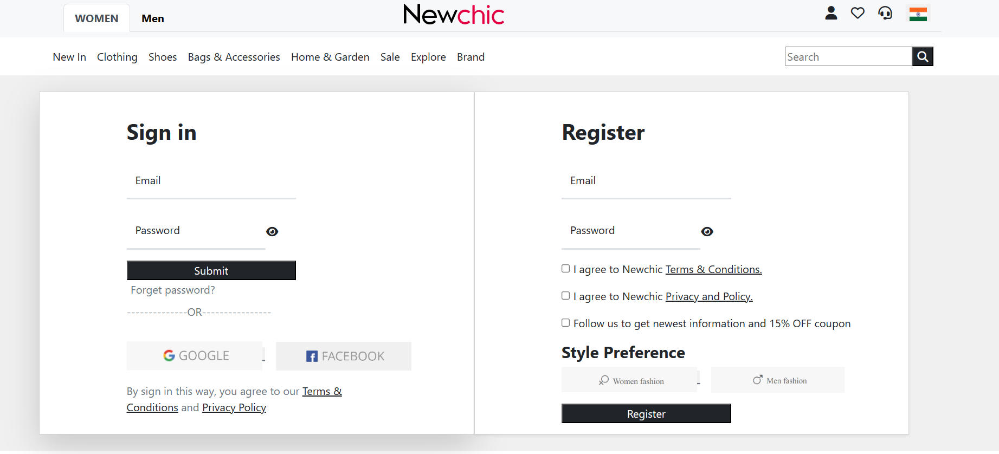 WOMEN Men Newchic
New In Clothing Shoes Bags & Accessories Home & Garden Sale Explore Brand Search
Sign in
Email
Password
Submit
Forget password?
--------------OR----------------
GOOGLE FACEBOOK
By sign in this way, you agree to our Terms &
Conditions and Privacy Policy
Register
Email
Password
I agree to Newchic Terms & Conditions.
I agree to Newchic Privacy and Policy.
Follow us to get newest information and 15% OFF coupon
Style Preference
Women fashion Men fashion
Register